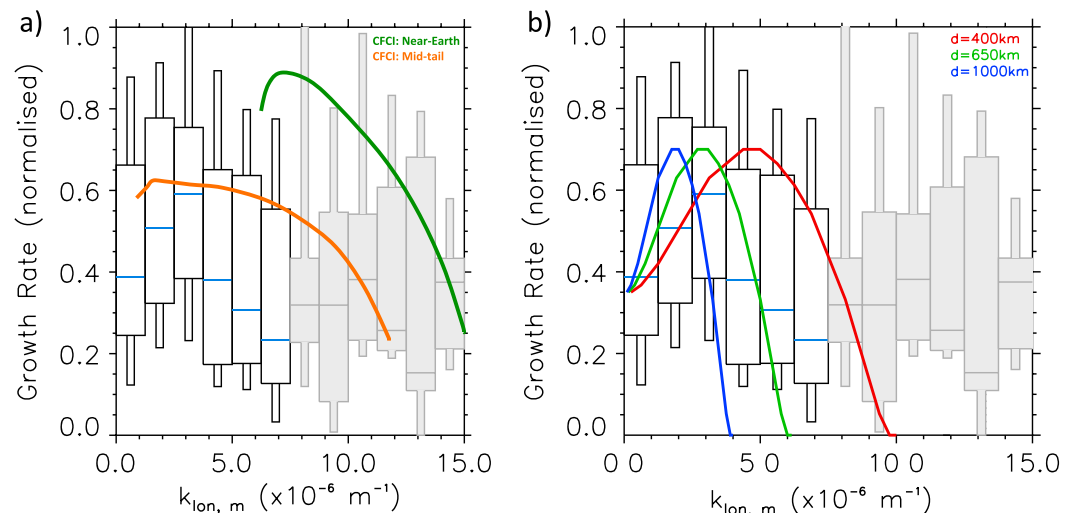 a)
CFCI: Near-Earth
CFCI: Mid-tail
Growth Rate (normalised)
1.0
0.8
0.6
0.4
0.2
0.0
0.0 5.0 10.0 15.0
k_lon, m (x10⁻⁶ m⁻¹)
b)
d=400km
d=650km
d=1000km
Growth Rate (normalised)
1.0
0.8
0.6
0.4
0.2
0.0
0 0 5 0 10 0 15.0
k_lon, m (x10⁻⁶ m⁻¹)